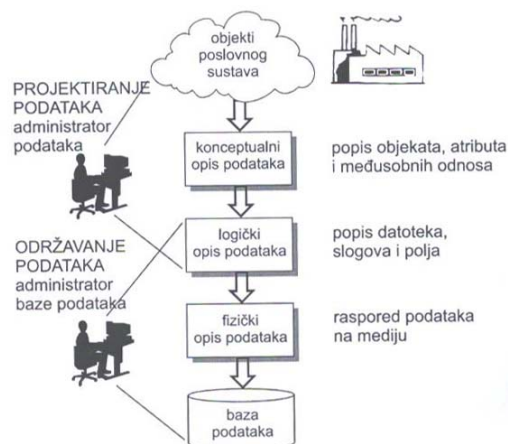 objekti
poslovnog
sustava
PROJEKTIRANJE
PODATAKA
administrator
podataka
konceptualni
opis podataka
popis objekata, atributa
i međusobnih odnosa
logički
opis podataka
popis datoteka,
slogova i polja
ODRŽAVANJE
PODATAKA
administrator
baze podataka
fizički
opis podataka
raspored podataka
na mediju
baza
podataka